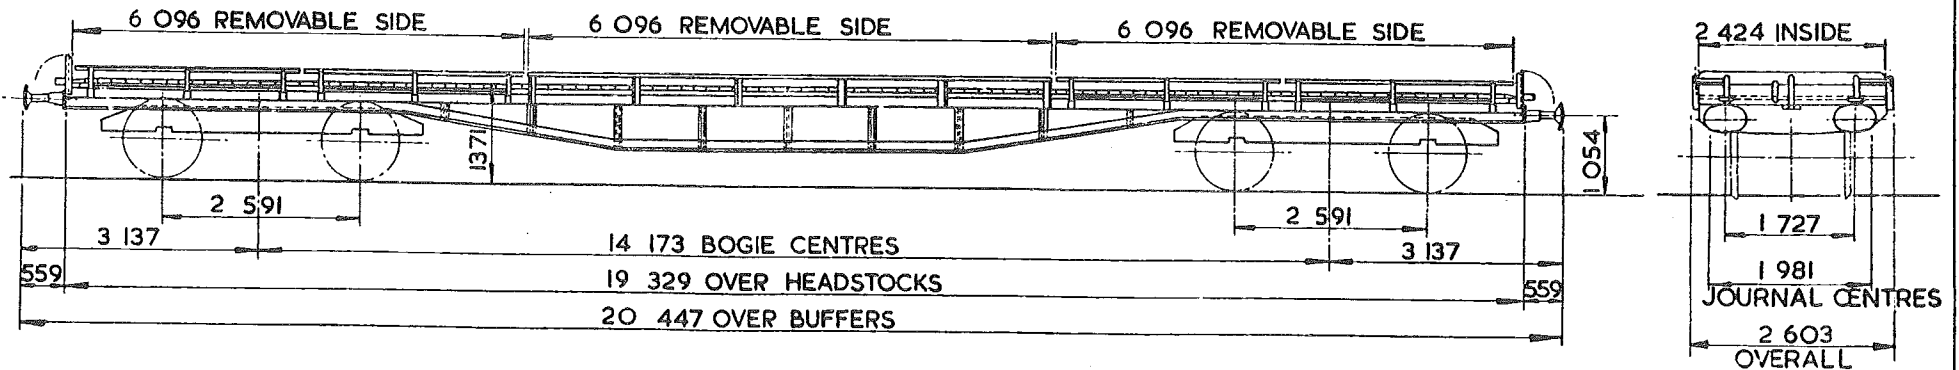 6 096 REMOVABLE SIDE
6 096 REMOVABLE SIDE
6 096 REMOVABLE SIDE
2 424 INSIDE
1371
1 054
2 591
2 591
1 727
3 137
14 173 BOGIE CENTRES
3 137
559
19 329 OVER HEADSTOCKS
559
1 981
JOURNAL CENTRES
20 447 OVER BUFFERS
2 603
OVERALL